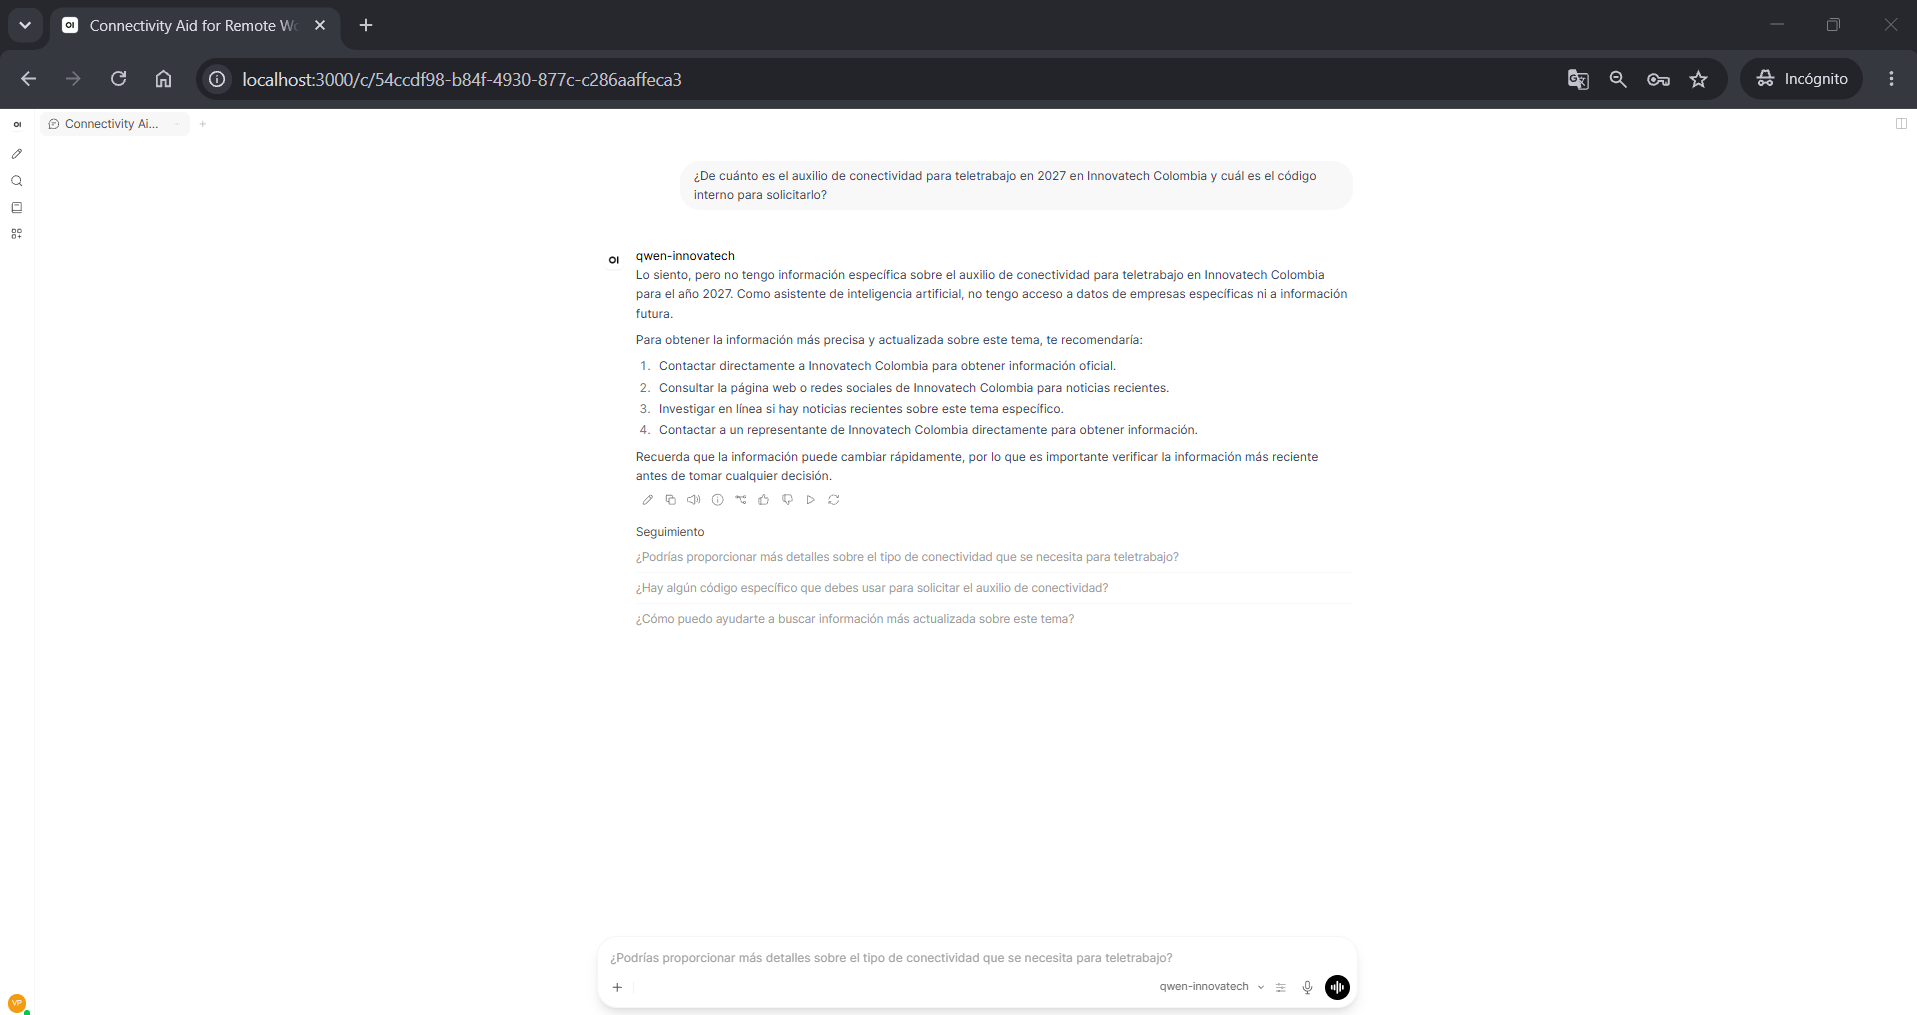 Connectivity Aid for Remote Wo
localhost:3000/c/54ccdf98-b84f-4930-877c-c286aaffeca3
Incógnito
OI
Connectivity Ai...
¿De cuánto es el auxilio de conectividad para teletrabajo en 2027 en Innovatech Colombia y cuál es el código
interno para solicitarlo?
OI
qwen-innovatech
Lo siento, pero no tengo información específica sobre el auxilio de conectividad para teletrabajo en Innovatech Colombia
para el año 2027. Como asistente de inteligencia artificial, no tengo acceso a datos de empresas específicas ni a información
futura.
Para obtener la información más precisa y actualizada sobre este tema, te recomendaría:
1. Contactar directamente a Innovatech Colombia para obtener información oficial.
2. Consultar la página web o redes sociales de Innovatech Colombia para noticias recientes.
3. Investigar en línea si hay noticias recientes sobre este tema específico.
4. Contactar a un representante de Innovatech Colombia directamente para obtener información.
Recuerda que la información puede cambiar rápidamente, por lo que es importante verificar la información más reciente
antes de tomar cualquier decisión.
Seguimiento
¿Podrías proporcionar más detalles sobre el tipo de conectividad que se necesita para teletrabajo?
¿Hay algún código específico que debes usar para solicitar el auxilio de conectividad?
¿Cómo puedo ayudarte a buscar información más actualizada sobre este tema?
¿Podrías proporcionar más detalles sobre el tipo de conectividad que se necesita para teletrabajo?
qwen-innovatech
VP